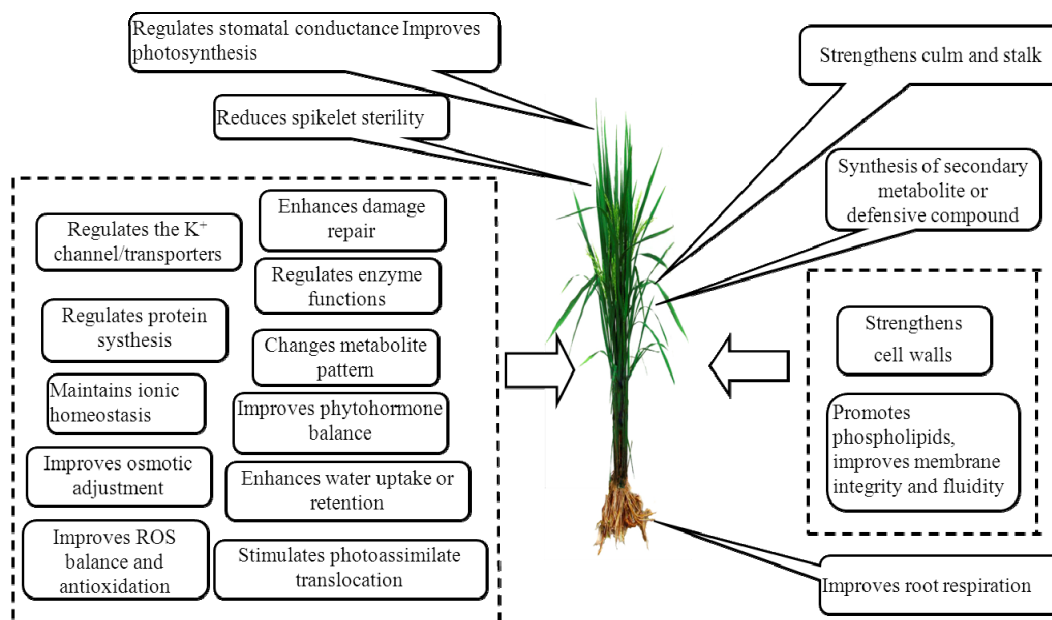 Regulates stomatal conductance Improves
photosynthesis
Reduces spikelet sterility
Strengthens culm and stalk
Synthesis of secondary
metabolite or
defensive compound
Regulates the K⁺
channel/transporters
Enhances damage
repair
Regulates enzyme
functions
Regulates protein
systhesis
Changes metabolite
pattern
Maintains ionic
homeostasis
Improves phytohormone
balance
Improves osmotic
adjustment
Enhances water uptake or
retention
Improves ROS
balance and
antioxidation
Stimulates photoassimilate
translocation
Strengthens
cell walls
Promotes
phospholipids,
improves membrane
integrity and fluidity
Improves root respiration